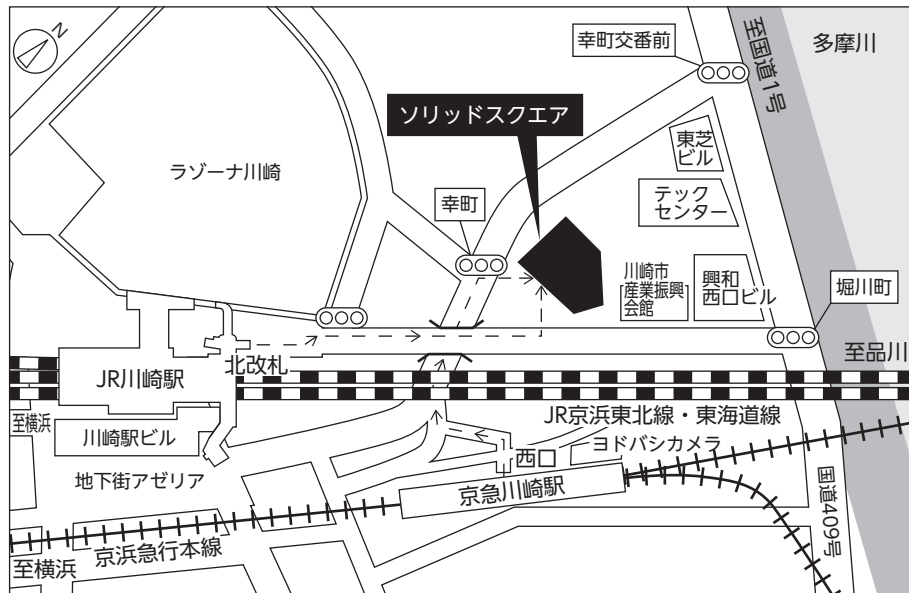 N
幸町交番前
至国道1号
多摩川
ソリッドスクエア
東芝
ビル
ラゾーナ川崎
テック
センター
幸町
川崎市
産業振興
会館
興和
西口ビル
堀川町
至品川
北改札
JR川崎駅
JR京浜東北線・東海道線
至横浜
川崎駅ビル
ヨドバシカメラ
西口
地下街アゼリア
京急川崎駅
国道409号
京浜急行本線
至横浜